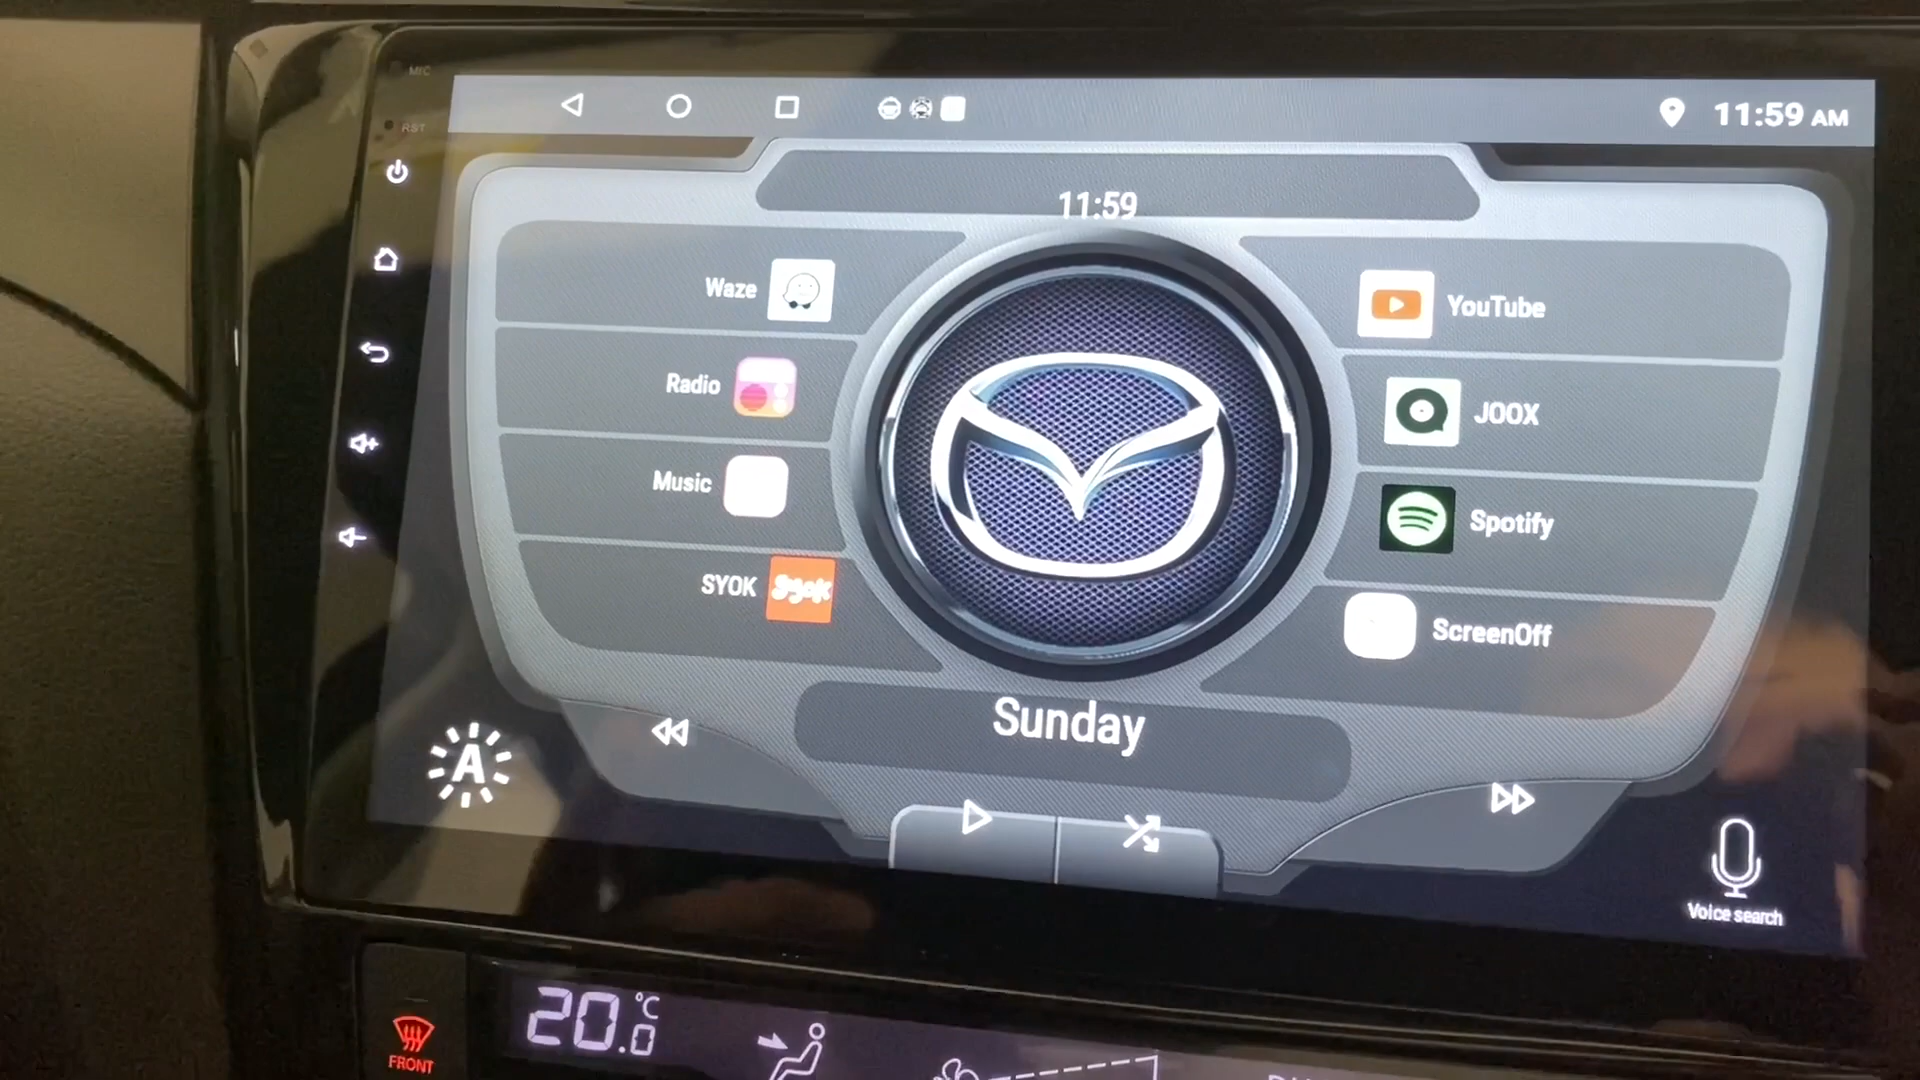 MIC
RST
11:59 AM
11:59
Waze
YouTube
Radio
JOOX
Music
Spotify
SYOK
syok
ScreenOff
Sunday
A
Voice search
20.0 °C
FRONT